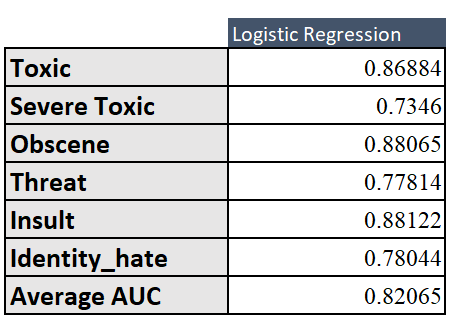 Logistic Regression
Toxic 0.86884
Severe Toxic 0.7346
Obscene 0.88065
Threat 0.77814
Insult 0.88122
Identity_hate 0.78044
Average AUC 0.82065